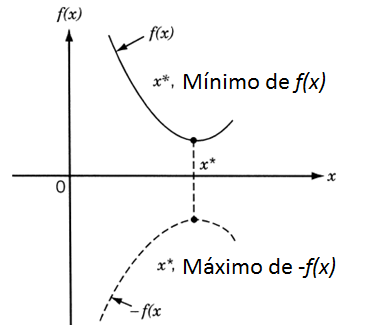 f(x)
f(x)
x*, Mínimo de f(x)
x*
x
0
x*, Máximo de -f(x)
-f(x